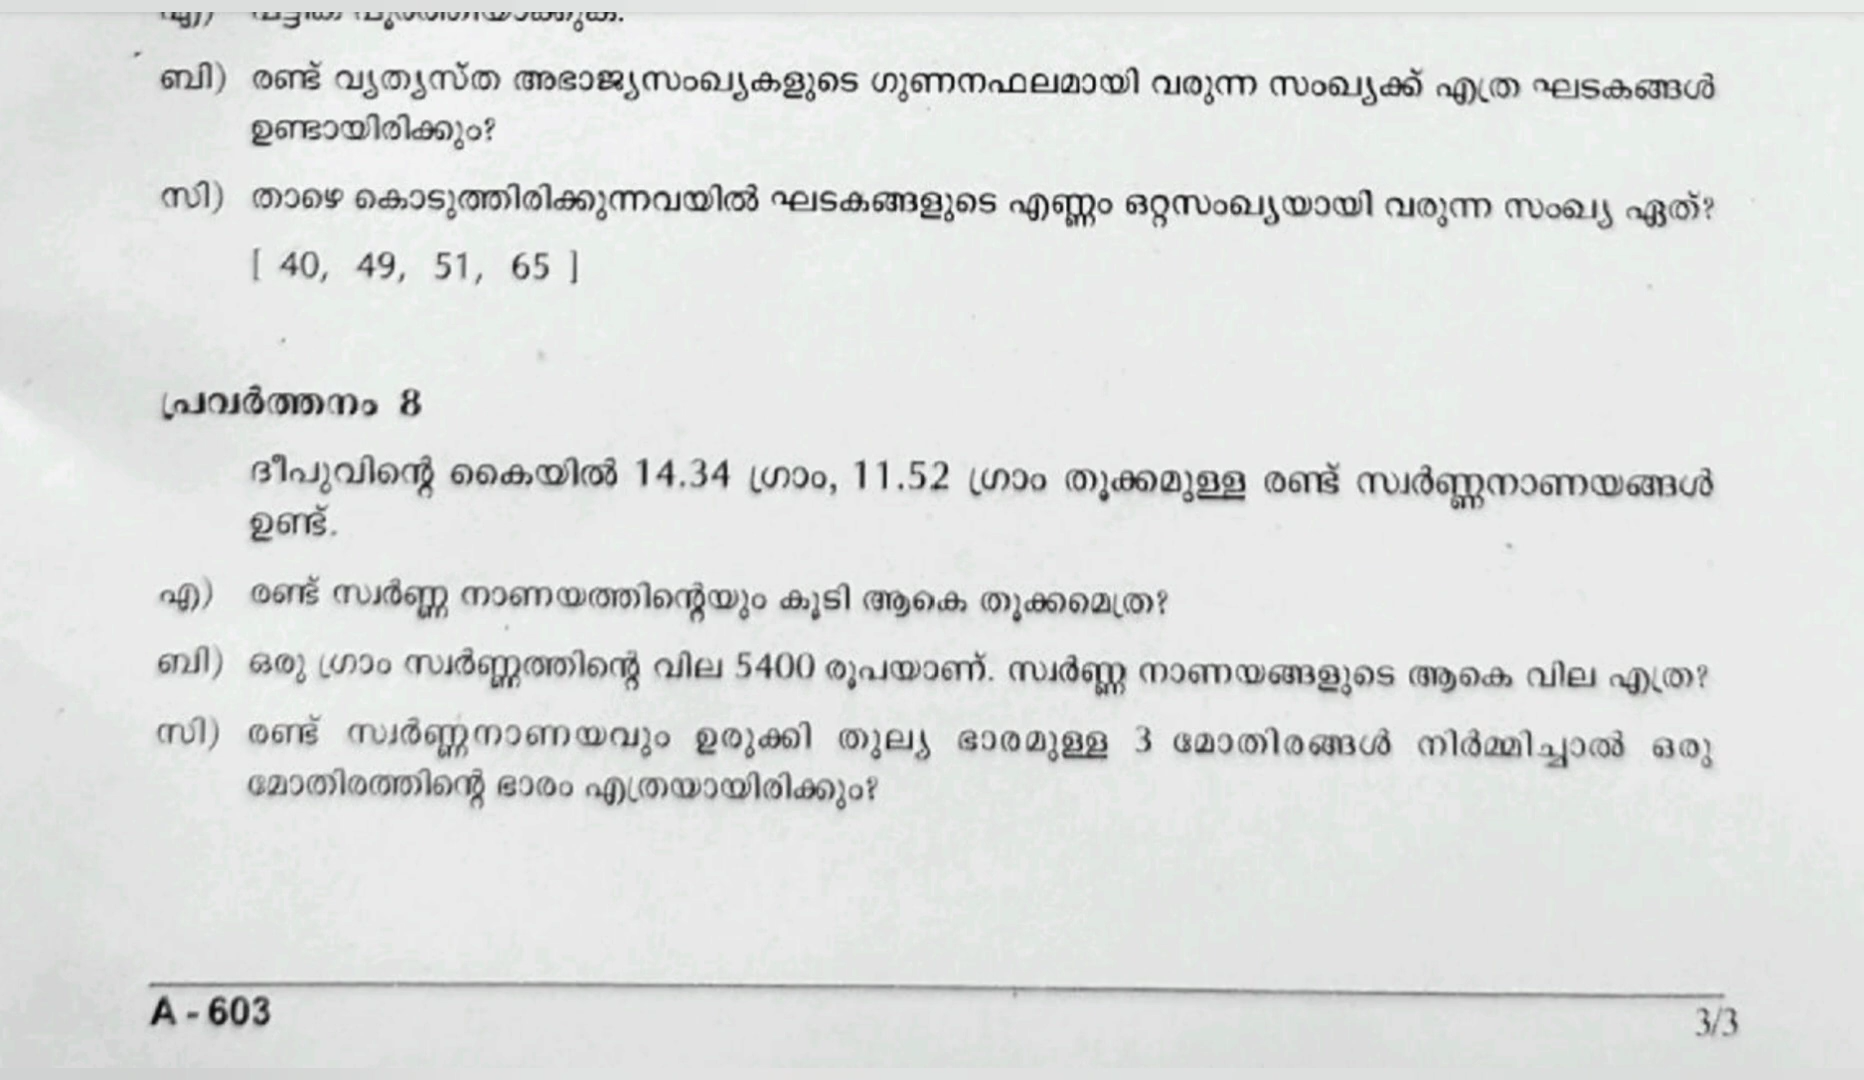 എ) പട്ടിക പൂർത്തിയാക്കുക.
ബി) രണ്ട് വ്യത്യസ്ത അഭാജ്യസംഖ്യകളുടെ ഗുണനഫലമായി വരുന്ന സംഖ്യക്ക് എത്ര ഘടകങ്ങൾ
ഉണ്ടായിരിക്കും?
സി) താഴെ കൊടുത്തിരിക്കുന്നവയിൽ ഘടകങ്ങളുടെ എണ്ണം ഒറ്റസംഖ്യയായി വരുന്ന സംഖ്യ ഏത്?
[ 40, 49, 51, 65 ]
പ്രവർത്തനം 8
ദീപുവിന്റെ കൈയിൽ 14.34 ഗ്രാം, 11.52 ഗ്രാം തൂക്കമുള്ള രണ്ട് സ്വർണ്ണനാണയങ്ങൾ
ഉണ്ട്.
എ) രണ്ട് സ്വർണ്ണ നാണയത്തിന്റെയും കൂടി ആകെ തൂക്കമെത്ര?
ബി) ഒരു ഗ്രാം സ്വർണ്ണത്തിന്റെ വില 5400 രൂപയാണ്. സ്വർണ്ണ നാണയങ്ങളുടെ ആകെ വില എത്ര?
സി) രണ്ട് സ്വർണ്ണനാണയവും ഉരുക്കി തുല്യ ഭാരമുള്ള 3 മോതിരങ്ങൾ നിർമ്മിച്ചാൽ ഒരു
മോതിരത്തിന്റെ ഭാരം എത്രയായിരിക്കും?
A - 603
3/3